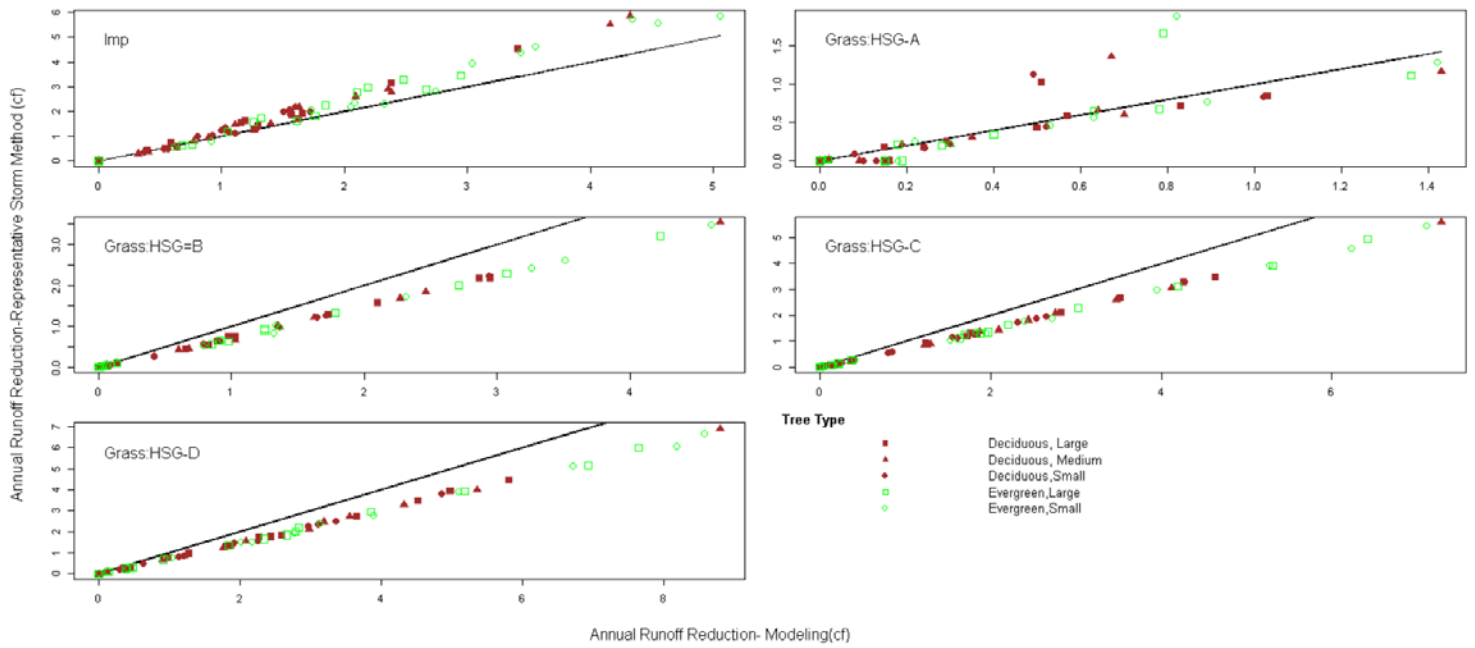 Annual Runoff Reduction-Representative Storm Method (cf)
Imp
0 1 2 3 4 5 6
0 1 2 3 4 5
Grass:HSG-A
0.0 0.5 1.0 1.5
0.0 0.2 0.4 0.6 0.8 1.0 1.2 1.4
Grass:HSG=B
0.0 1.0 2.0 3.0
0 1 2 3 4
Grass:HSG-C
0 1 2 3 4 5
0 2 4 6
Grass:HSG-D
0 1 2 3 4 5 6 7
0 2 4 6 8
Tree Type
Deciduous, Large
Deciduous, Medium
Deciduous,Small
Evergreen,Large
Evergreen,Small
Annual Runoff Reduction- Modeling(cf)